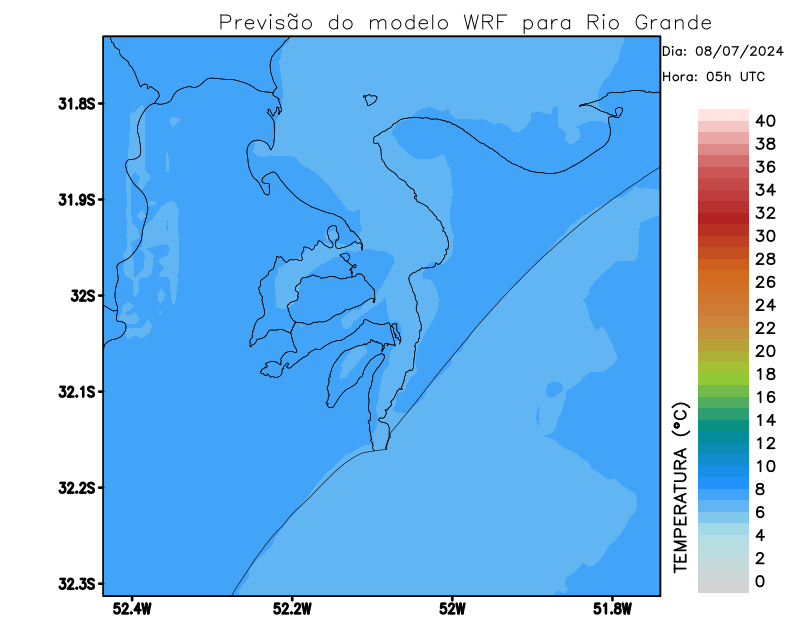 Previsão do modelo WRF para Rio Grande
Dia: 08/07/2024
Hora: 05h UTC
31.8S
31.9S
32S
32.1S
32.2S
32.3S
52.4W
52.2W
52W
51.8W
TEMPERATURA (°C)
40
38
36
34
32
30
28
26
24
22
20
18
16
14
12
10
8
6
4
2
0